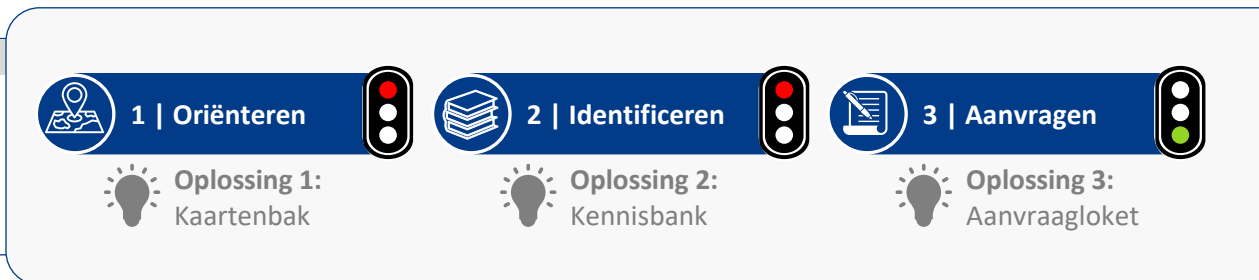 1 | Oriënteren
Oplossing 1:
Kaartenbak
2 | Identificeren
Oplossing 2:
Kennisbank
3 | Aanvragen
Oplossing 3:
Aanvraagloket